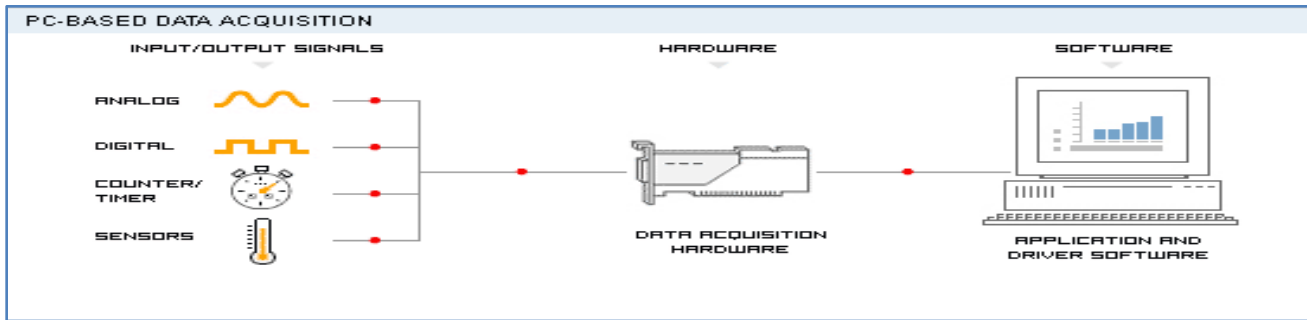 PC-BASED DATA ACQUISITION
INPUT/OUTPUT SIGNALS
HARDWARE
SOFTWARE
ANALOG
DIGITAL
COUNTER/
TIMER
SENSORS
DATA ACQUISITION
HARDWARE
APPLICATION AND
DRIVER SOFTWARE